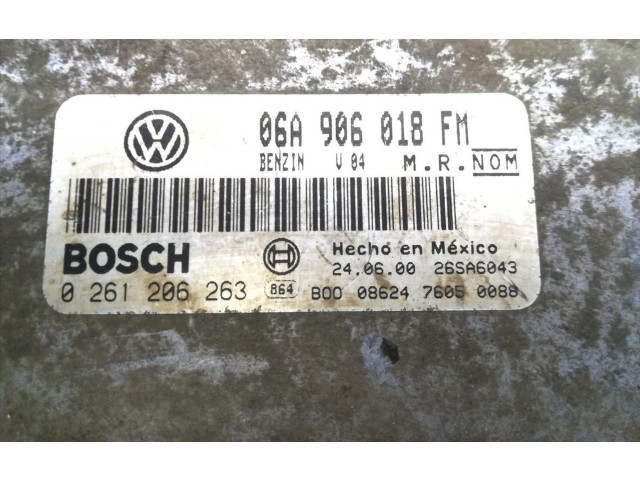 VW 06A 906 018 FM
BENZIN V 04 M.R. NOM
BOSCH Hecho en México
24.06.00 26SA6043
0 261 206 263 864 B00 08624 7605 0088